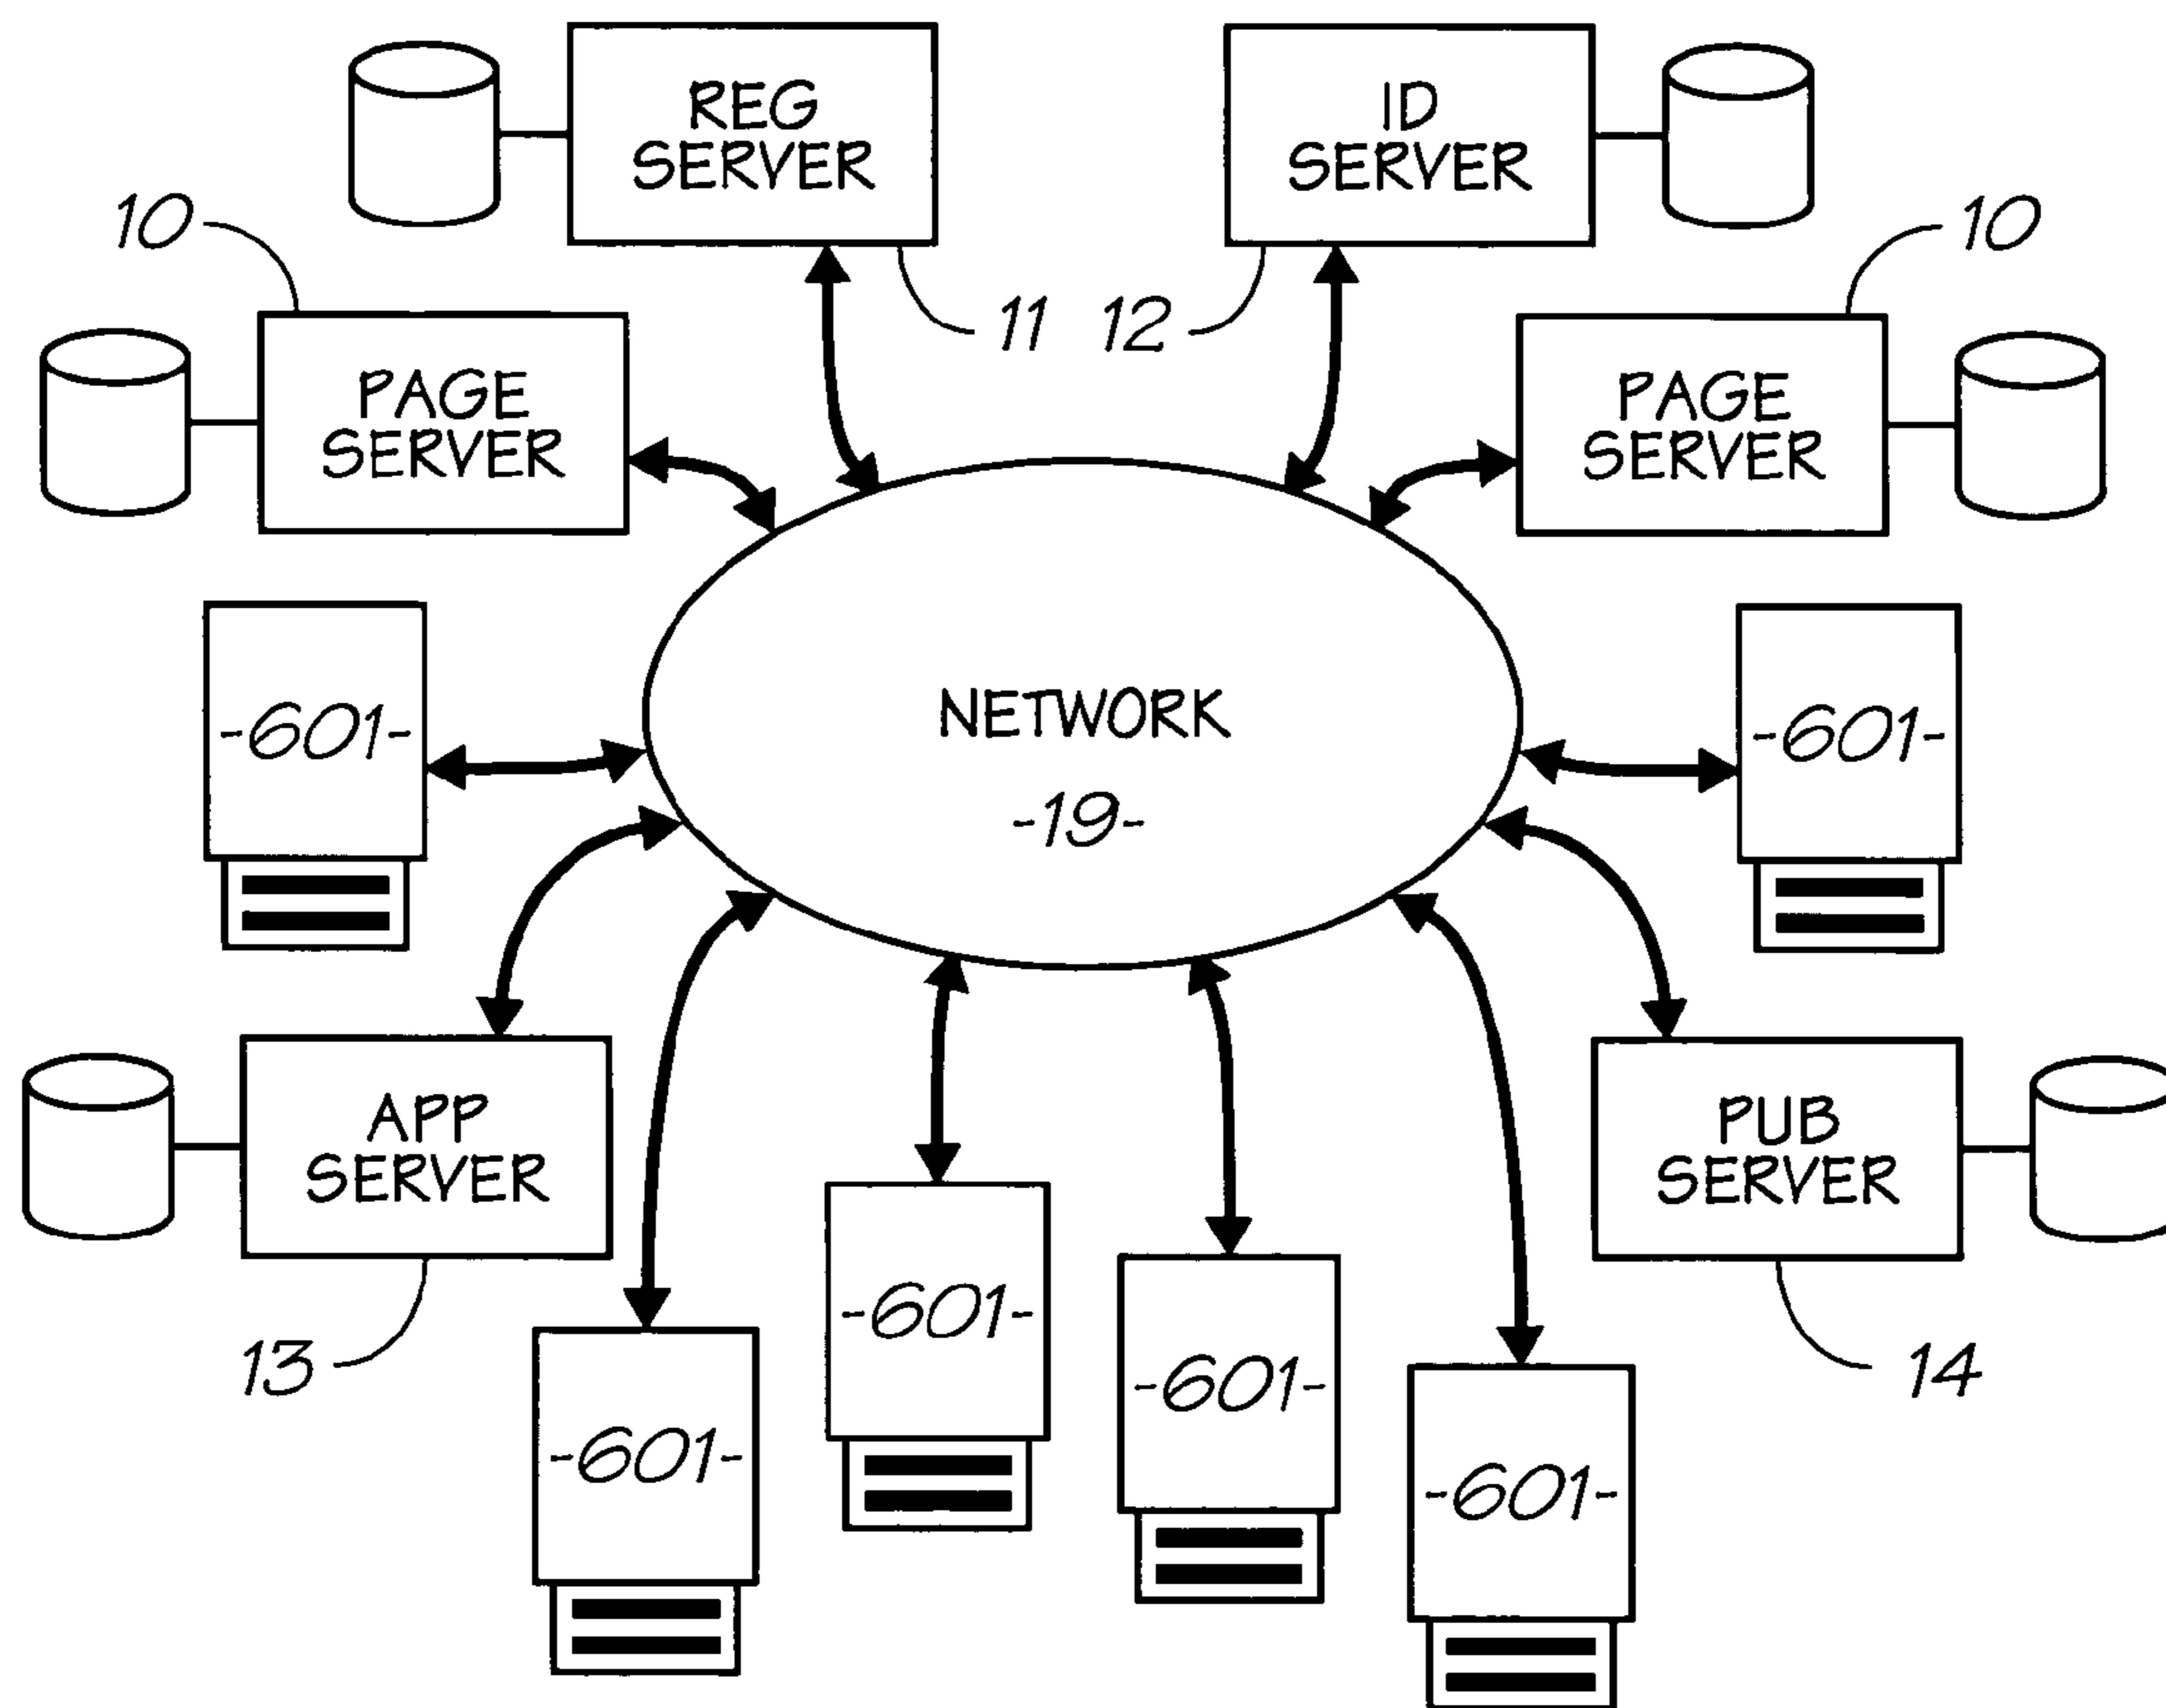 REG
SERVER
ID
SERVER
10
10
11
12
PAGE
SERVER
PAGE
SERVER
-601-
NETWORK
-19-
-601-
APP
SERVER
PUB
SERVER
13
-601-
-601-
-601-
-601-
14